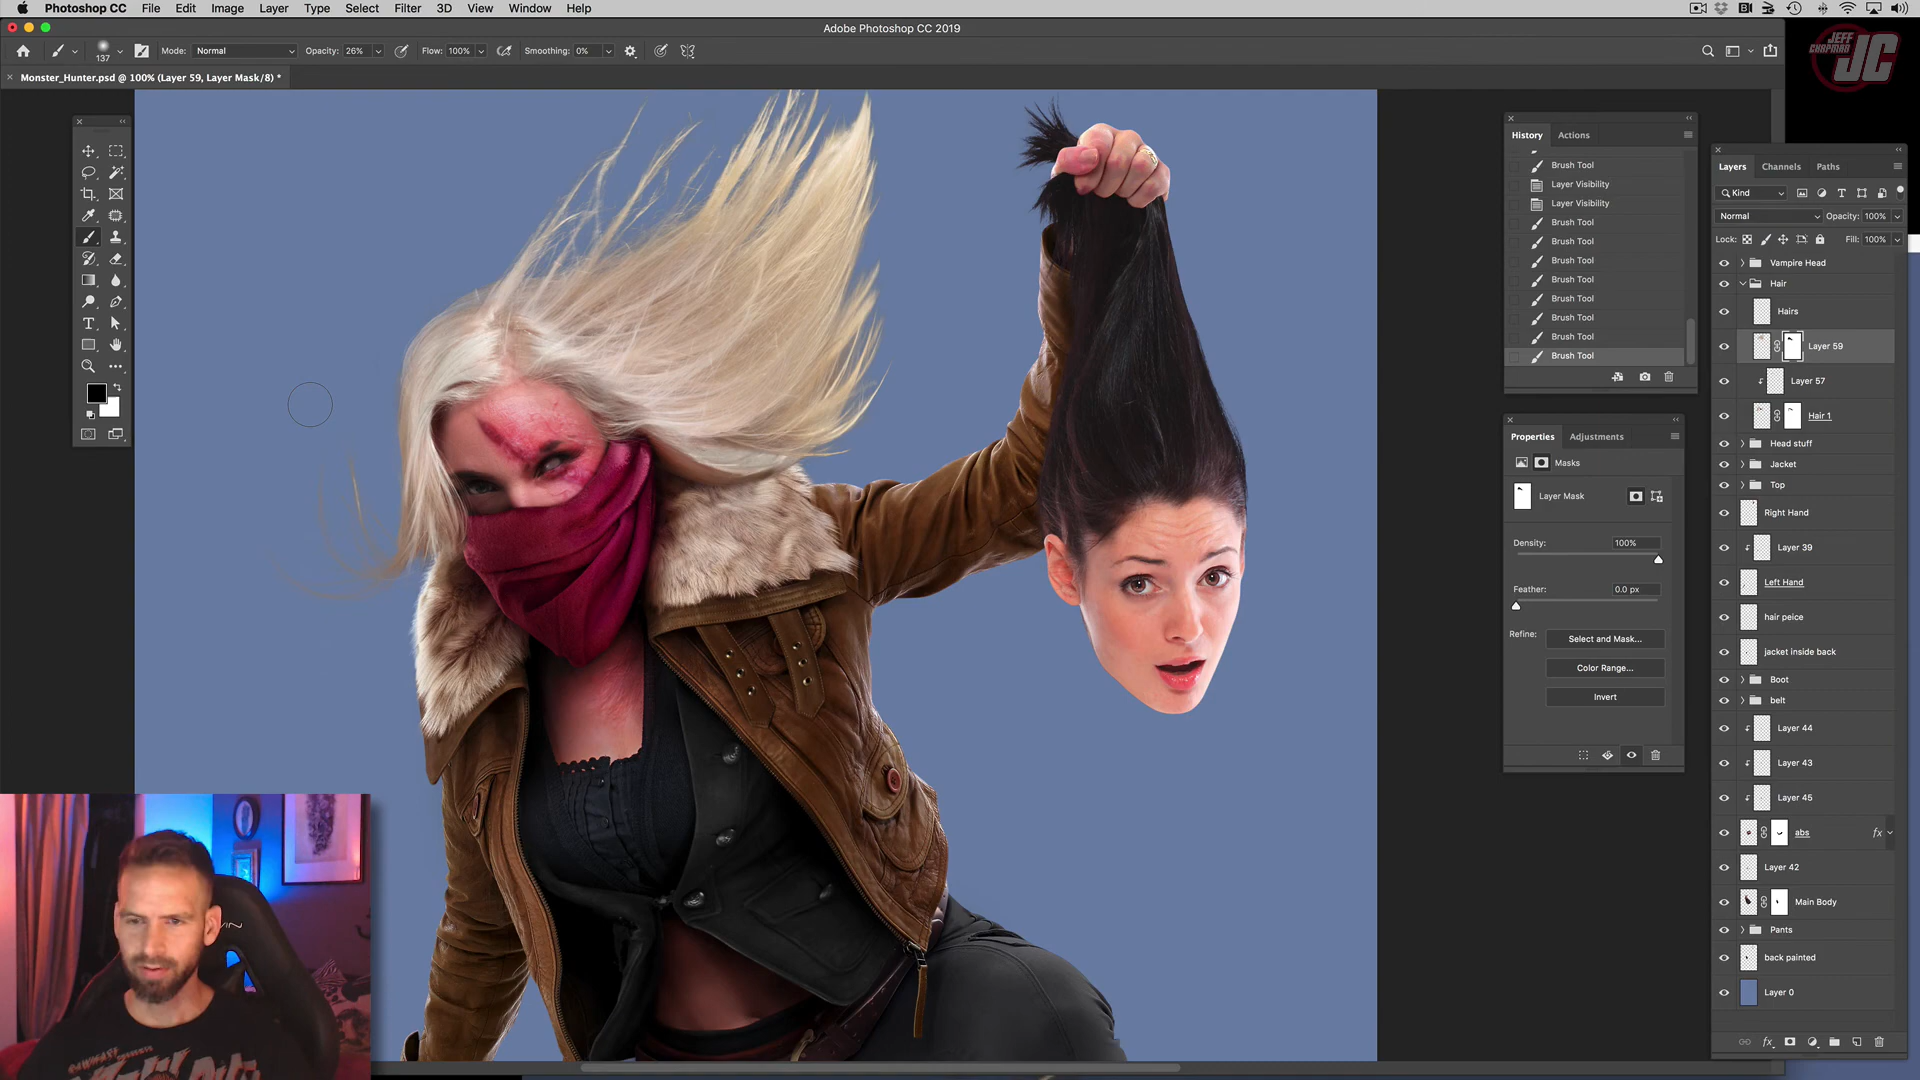 Photoshop CC File Edit Image Layer Type Select Filter 3D View Window Help
Adobe Photoshop CC 2019
JEFF CHAPMAN JC
137 Mode: Normal Opacity: 26% Flow: 100% Smoothing: 0%
Monster_Hunter.psd @ 100% (Layer 59, Layer Mask/8) *
History Actions
Brush Tool
Layer Visibility
Layer Visibility
Brush Tool
Brush Tool
Brush Tool
Brush Tool
Brush Tool
Brush Tool
Brush Tool
Brush Tool
Properties Adjustments
Masks
Layer Mask
Density: 100%
Feather: 0.0 px
Refine: Select and Mask...
Color Range...
Invert
Layers Channels Paths
Kind
Normal Opacity: 100%
Lock: Fill: 100%
Vampire Head
Hair
Hairs
Layer 59
Layer 57
Hair 1
Head stuff
Jacket
Top
Right Hand
Layer 39
Left Hand
hair peice
jacket inside back
Boot
belt
Layer 44
Layer 43
Layer 45
abs fx
Layer 42
Main Body
Pants
back painted
Layer 0
fx